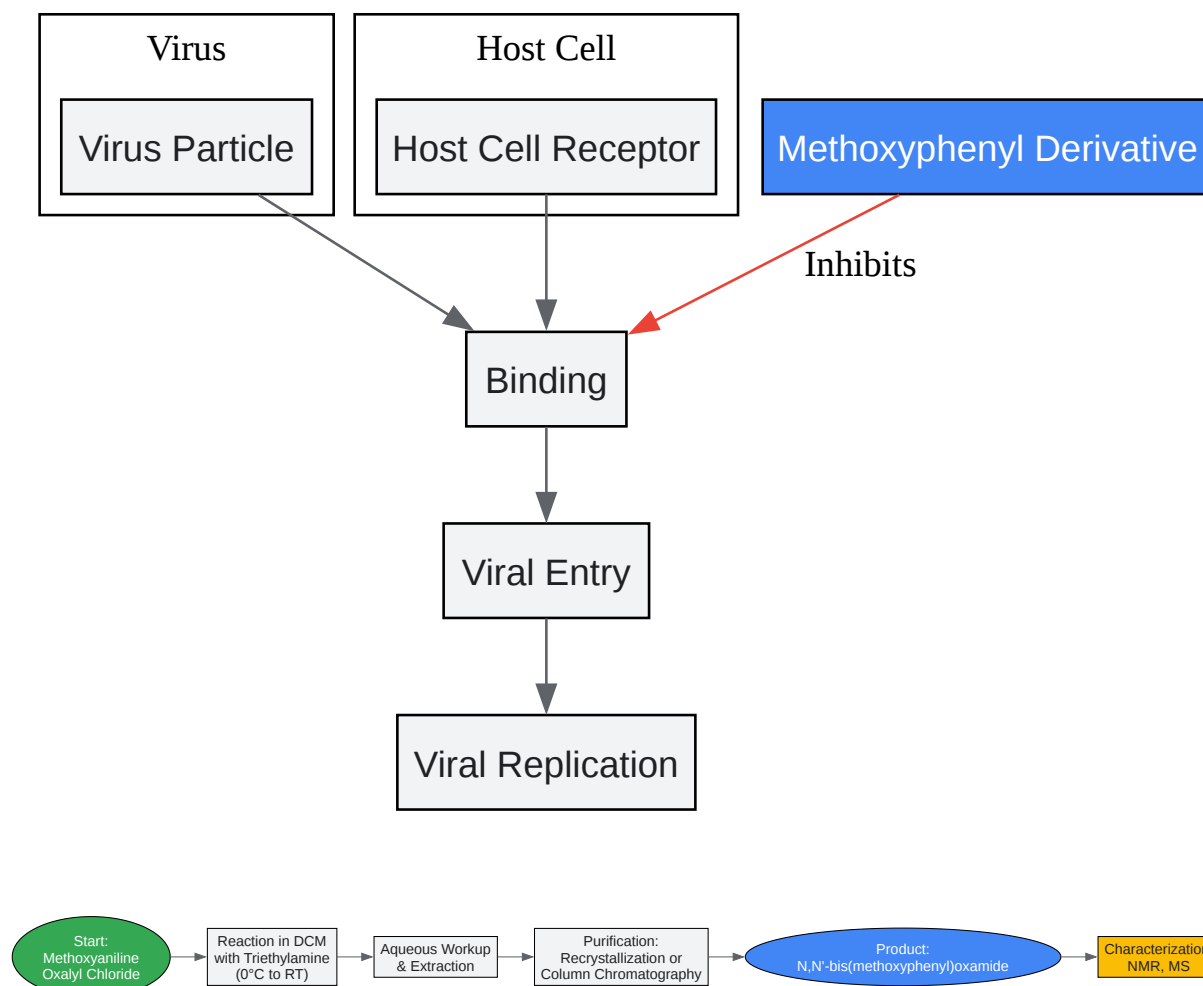 Virus
Host Cell
Virus Particle
Host Cell Receptor
Methoxyphenyl Derivative
Inhibits
Binding
Viral Entry
Viral Replication
Start:
Methoxyaniline
Oxalyl Chloride
Reaction in DCM
with Triethylamine
(0°C to RT)
Aqueous Workup
& Extraction
Purification:
Recrystallization or
Column Chromatography
Product:
N,N'-bis(methoxyphenyl)oxamide
Characterization
NMR, MS